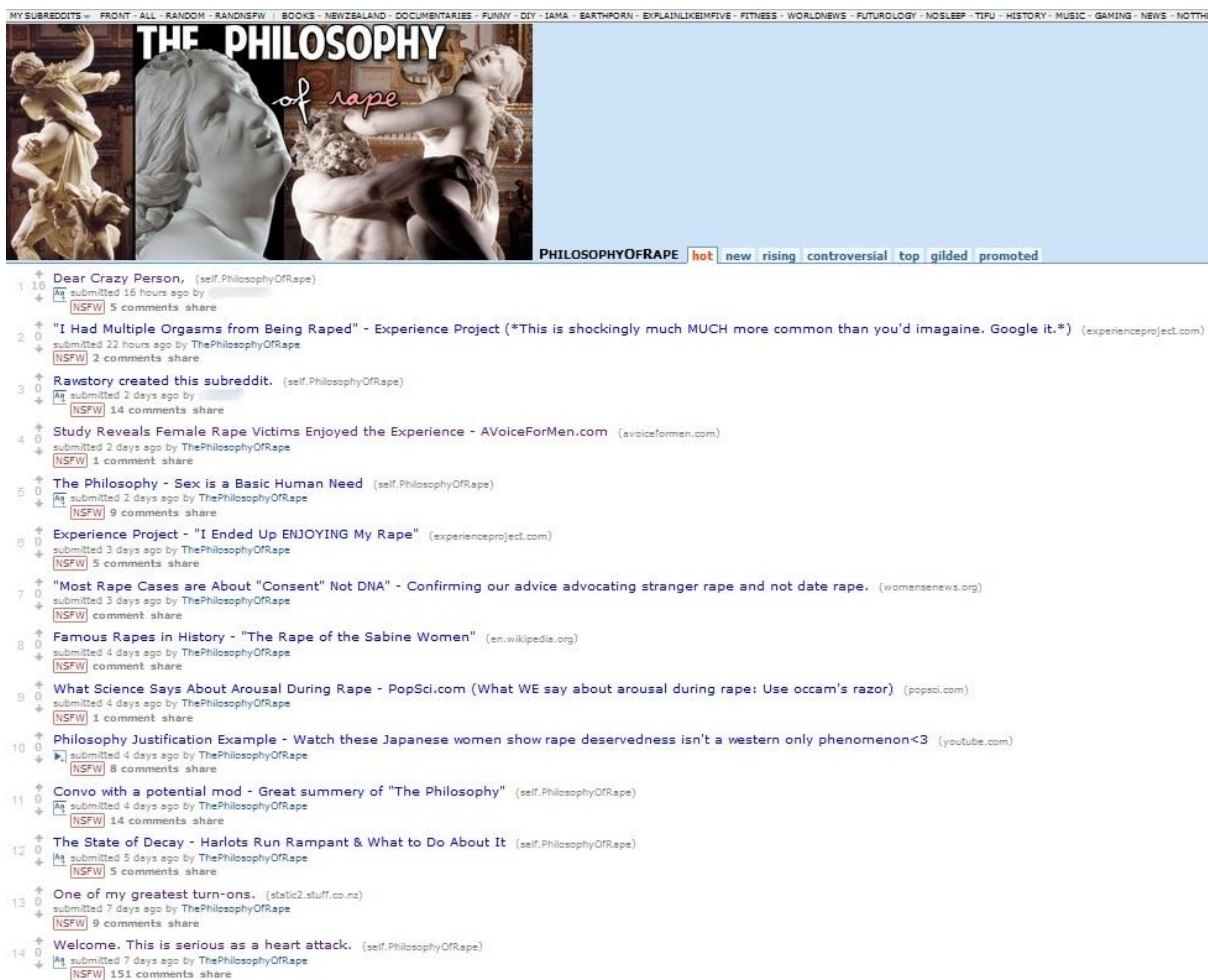 MY SUBREDDITS FRONT - ALL - RANDOM - RANDNSFW | BOOKS - NEWZEALAND - DOCUMENTARIES - FUNNY - DIY - IAMA - EARTHPORN - EXPLAINLIKEIMFIVE - FITNESS - WORLDNEWS - FUTUROLOGY - NOSLEEP - TIFU - HISTORY - MUSIC - GAMING - NEWS - NOTTH
THE PHILOSOPHY
of rape
PHILOSOPHYOFRAPE hot new rising controversial top gilded promoted
1 16 Dear Crazy Person, (self.PhilosophyOfRape)
submitted 16 hours ago by
NSFW 5 comments share
2 0 "I Had Multiple Orgasms from Being Raped" - Experience Project (*This is shockingly much MUCH more common than you'd imagaine. Google it.*) (experienceproject.com)
submitted 22 hours ago by ThePhilosophyOfRape
NSFW 2 comments share
3 0 Rawstory created this subreddit. (self.PhilosophyOfRape)
submitted 2 days ago by
NSFW 14 comments share
4 0 Study Reveals Female Rape Victims Enjoyed the Experience - AVoiceForMen.com (avoiceformen.com)
submitted 2 days ago by ThePhilosophyOfRape
NSFW 1 comment share
5 0 The Philosophy - Sex is a Basic Human Need (self.PhilosophyOfRape)
submitted 2 days ago by ThePhilosophyOfRape
NSFW 9 comments share
6 0 Experience Project - "I Ended Up ENJOYING My Rape" (experienceproject.com)
submitted 3 days ago by ThePhilosophyOfRape
NSFW 5 comments share
7 0 "Most Rape Cases are About "Consent" Not DNA" - Confirming our advice advocating stranger rape and not date rape. (womensenews.org)
submitted 3 days ago by ThePhilosophyOfRape
NSFW comment share
8 0 Famous Rapes in History - "The Rape of the Sabine Women" (en.wikipedia.org)
submitted 4 days ago by ThePhilosophyOfRape
NSFW comment share
9 0 What Science Says About Arousal During Rape - PopSci.com (What WE say about arousal during rape: Use occam's razor) (popsci.com)
submitted 4 days ago by ThePhilosophyOfRape
NSFW 1 comment share
10 0 Philosophy Justification Example - Watch these Japanese women show rape deservedness isn't a western only phenomenon<3 (youtube.com)
submitted 4 days ago by ThePhilosophyOfRape
NSFW 8 comments share
11 0 Convo with a potential mod - Great summery of "The Philosophy" (self.PhilosophyOfRape)
submitted 4 days ago by ThePhilosophyOfRape
NSFW 14 comments share
12 0 The State of Decay - Harlots Run Rampant & What to Do About It (self.PhilosophyOfRape)
submitted 5 days ago by ThePhilosophyOfRape
NSFW 5 comments share
13 0 One of my greatest turn-ons. (static2.stuff.co.nz)
submitted 7 days ago by ThePhilosophyOfRape
NSFW 9 comments share
14 0 Welcome. This is serious as a heart attack. (self.PhilosophyOfRape)
submitted 7 days ago by ThePhilosophyOfRape
NSFW 151 comments share